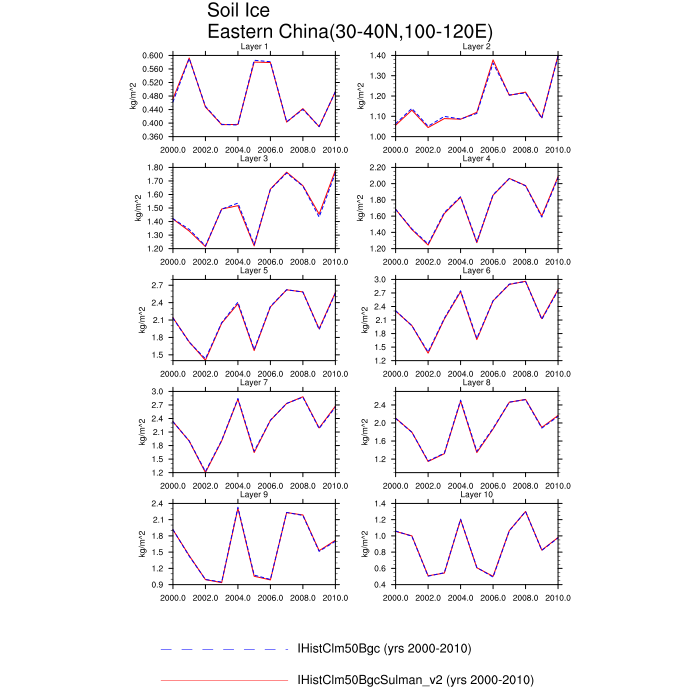 Soil Ice
Eastern China(30-40N,100-120E)
Layer 1
Layer 2
0.600
0.560
0.520
0.480
0.440
0.400
0.360
kg/m^2
2000.0 2002.0 2004.0 2006.0 2008.0 2010.0
1.40
1.30
1.20
1.10
1.00
kg/m^2
2000.0 2002.0 2004.0 2006.0 2008.0 2010.0
Layer 3
Layer 4
1.80
1.70
1.60
1.50
1.40
1.30
1.20
kg/m^2
2000.0 2002.0 2004.0 2006.0 2008.0 2010.0
2.20
2.00
1.80
1.60
1.40
1.20
kg/m^2
2000.0 2002.0 2004.0 2006.0 2008.0 2010.0
Layer 5
Layer 6
2.7
2.4
2.1
1.8
1.5
kg/m^2
2000.0 2002.0 2004.0 2006.0 2008.0 2010.0
3.0
2.7
2.4
2.1
1.8
1.5
1.2
kg/m^2
2000.0 2002.0 2004.0 2006.0 2008.0 2010.0
Layer 7
Layer 8
3.0
2.7
2.4
2.1
1.8
1.5
1.2
kg/m^2
2000.0 2002.0 2004.0 2006.0 2008.0 2010.0
2.4
2.0
1.6
1.2
kg/m^2
2000.0 2002.0 2004.0 2006.0 2008.0 2010.0
Layer 9
Layer 10
2.4
2.1
1.8
1.5
1.2
0.9
kg/m^2
2000.0 2002.0 2004.0 2006.0 2008.0 2010.0
1.4
1.2
1.0
0.8
0.6
0.4
kg/m^2
2000.0 2002.0 2004.0 2006.0 2008.0 2010.0
IHistClm50Bgc (yrs 2000-2010)
IHistClm50BgcSulman_v2 (yrs 2000-2010)